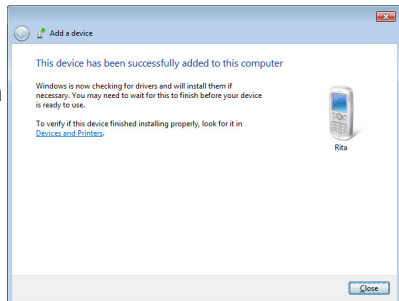 Add a device
This device has been successfully added to this computer
Windows is now checking for drivers and will install them if
necessary. You may need to wait for this to finish before your device
is ready to use.
To verify if this device finished installing properly, look for it in
Devices and Printers.
Rita
Close